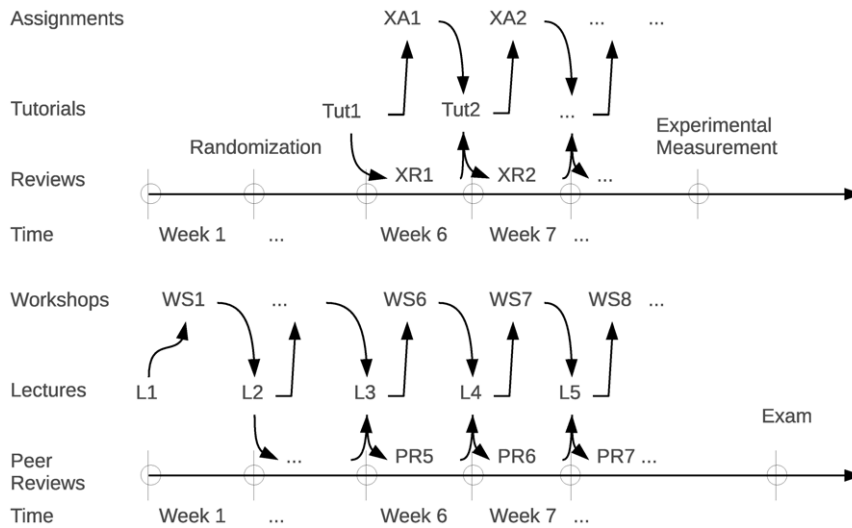 Assignments XA1 XA2 ... ...
Tutorials Tut1 Tut2 ...
Randomization Experimental
Measurement
Reviews XR1 XR2 ...
Time Week 1 ... Week 6 Week 7 ...
Workshops WS1 ... WS6 WS7 WS8 ...
Lectures L1 L2 L3 L4 L5
Exam
Peer ... PR5 PR6 PR7 ...
Reviews
Time Week 1 ... Week 6 Week 7 ...